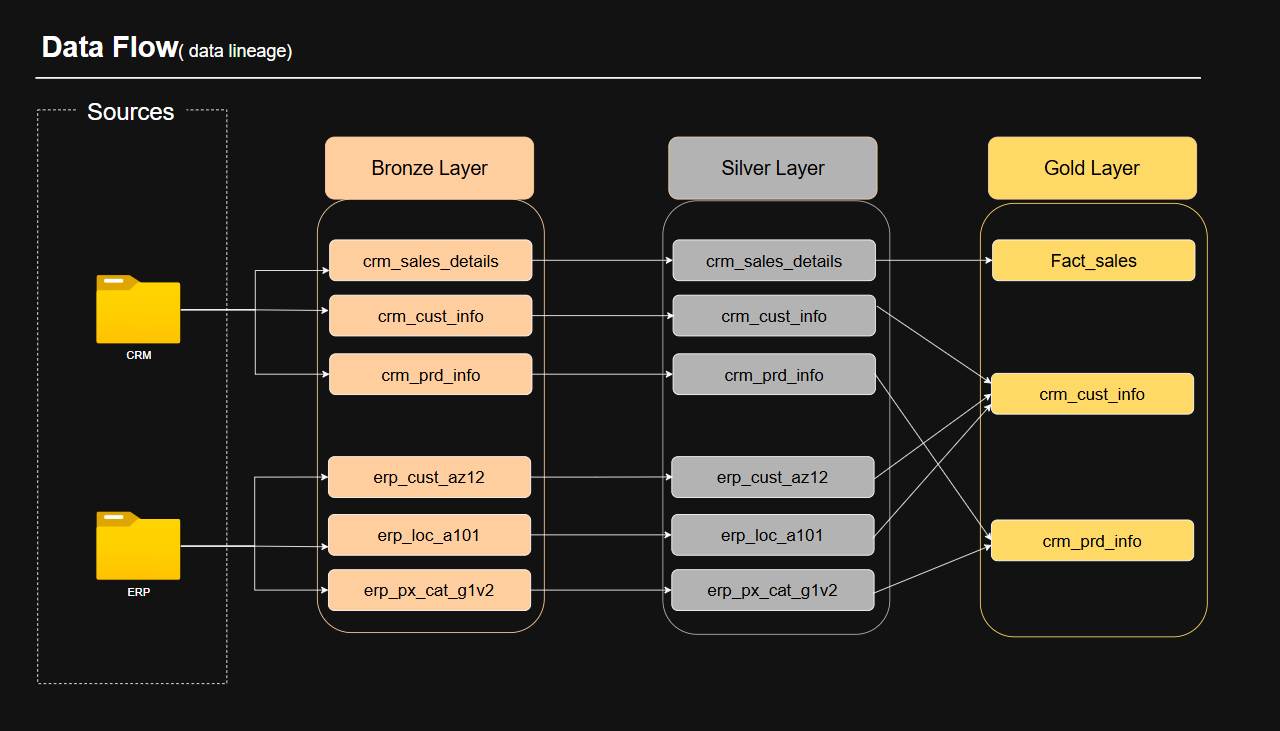 Data Flow( data lineage)
Sources
Bronze Layer
Silver Layer
Gold Layer
crm_sales_details
crm_sales_details
Fact_sales
crm_cust_info
crm_cust_info
crm_prd_info
crm_prd_info
crm_cust_info
CRM
erp_cust_az12
erp_cust_az12
erp_loc_a101
erp_loc_a101
crm_prd_info
erp_px_cat_g1v2
erp_px_cat_g1v2
ERP